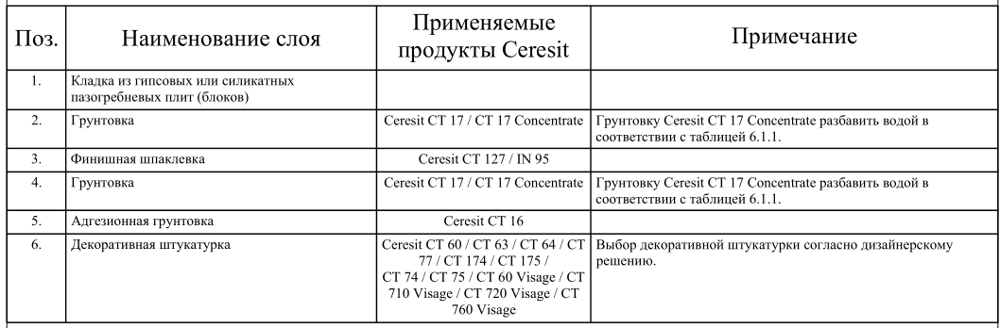 Поз.
Наименование слоя
Применяемые
продукты Ceresit
Примечание
1.
Кладка из гипсовых или силикатных
пазогребневых плит (блоков)
2.
Грунтовка
Ceresit CT 17 / CT 17 Concentrate
Грунтовку Ceresit CT 17 Concentrate разбавить водой в
соответствии с таблицей 6.1.1.
3.
Финишная шпаклевка
Ceresit CT 127 / IN 95
4.
Грунтовка
Ceresit CT 17 / CT 17 Concentrate
Грунтовку Ceresit CT 17 Concentrate разбавить водой в
соответствии с таблицей 6.1.1.
5.
Адгезионная грунтовка
Ceresit CT 16
6.
Декоративная штукатурка
Ceresit CT 60 / CT 63 / CT 64 / CT
77 / CT 174 / CT 175 /
CT 74 / CT 75 / CT 60 Visage / CT
710 Visage / CT 720 Visage / CT
760 Visage
Выбор декоративной штукатурки согласно дизайнерскому
решению.